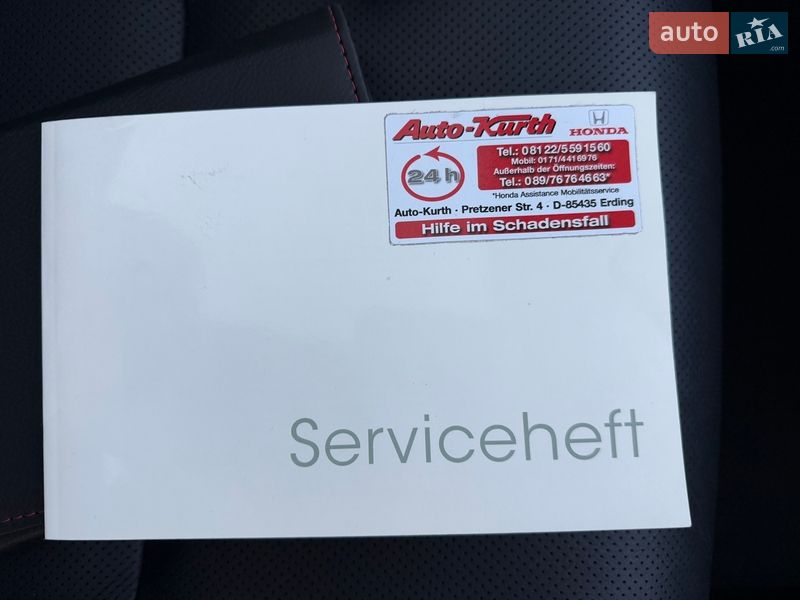 auto RIA
.com
Auto-Kurth
HONDA
24 h
Tel.: 08122/5591560
Mobil: 0171/4416976
Außerhalb der Öffnungszeiten:
Tel.: 089/76764663*
*Honda Assistance Mobilitätsservice
Auto-Kurth · Pretzener Str. 4 · D-85435 Erding
Hilfe im Schadensfall
Serviceheft